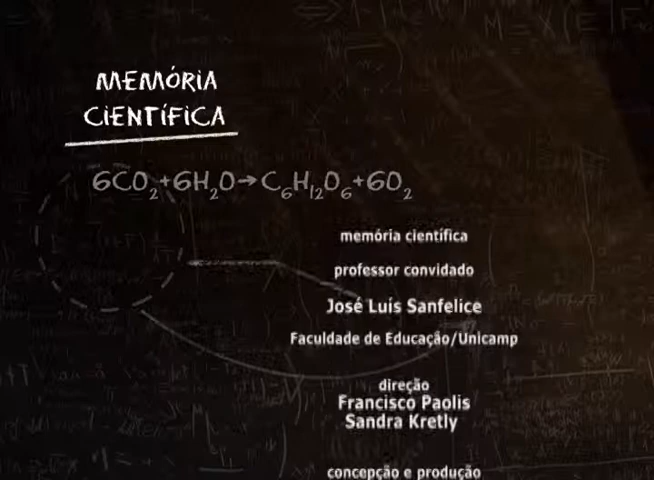 MEMÓRIA
CIENTÍFICA
6CO₂+6H₂O→C₆H₁₂O₆+6O₂
memória científica
professor convidado
José Luís Sanfelice
Faculdade de Educação/Unicamp
direção
Francisco Paolis
Sandra Kretly
concepção e produção